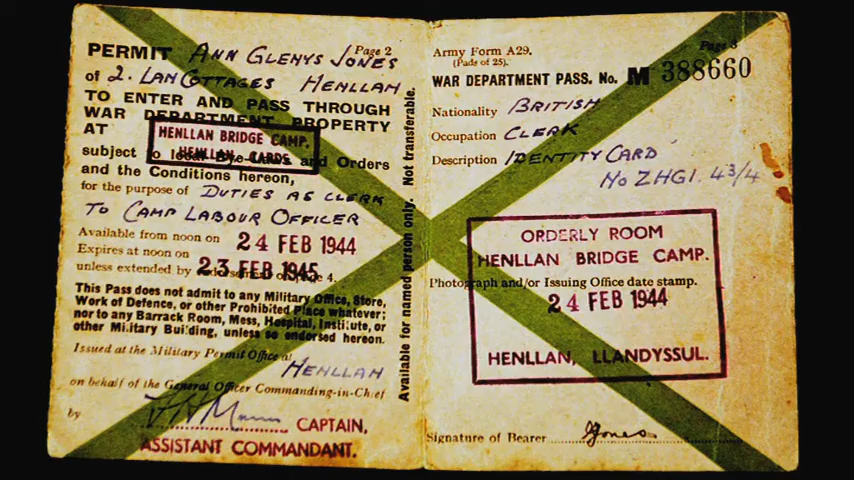 Page 2
PERMIT ANN GLENYS JONES
of 2. LAN COTTAGES HENLLAN
TO ENTER AND PASS THROUGH
WAR DEPARTMENT PROPERTY
AT HENLLAN BRIDGE CAMP.
HENLLAN, CARDS.
subject to local Bye-Laws and Orders
and the Conditions hereon,
for the purpose of DUTIES AS CLERK
TO CAMP LABOUR OFFICER
Available from noon on 24 FEB 1944
Expires at noon on 23 FEB 1945
unless extended by endorsement on page 4.
This Pass does not admit to any Military Office, Store,
Work of Defence, or other Prohibited Place whatever;
nor to any Barrack Room, Mess, Hospital, Institute, or
other Military Building, unless so endorsed hereon.
Issued at the Military Permit Office at
HENLLAN
on behalf of the General Officer Commanding-in-Chief
by
CAPTAIN,
ASSISTANT COMMANDANT.
Available for named person only. Not transferable.
Page 3
Army Form A29.
(Pads of 25).
WAR DEPARTMENT PASS. No. M 388660
Nationality BRITISH
Occupation CLERK
Description IDENTITY CARD
No ZHGI. 43/4
ORDERLY ROOM
HENLLAN BRIDGE CAMP.
Photograph and/or Issuing Office date stamp.
24 FEB 1944
HENLLAN, LLANDYSSUL.
Signature of Bearer Jones